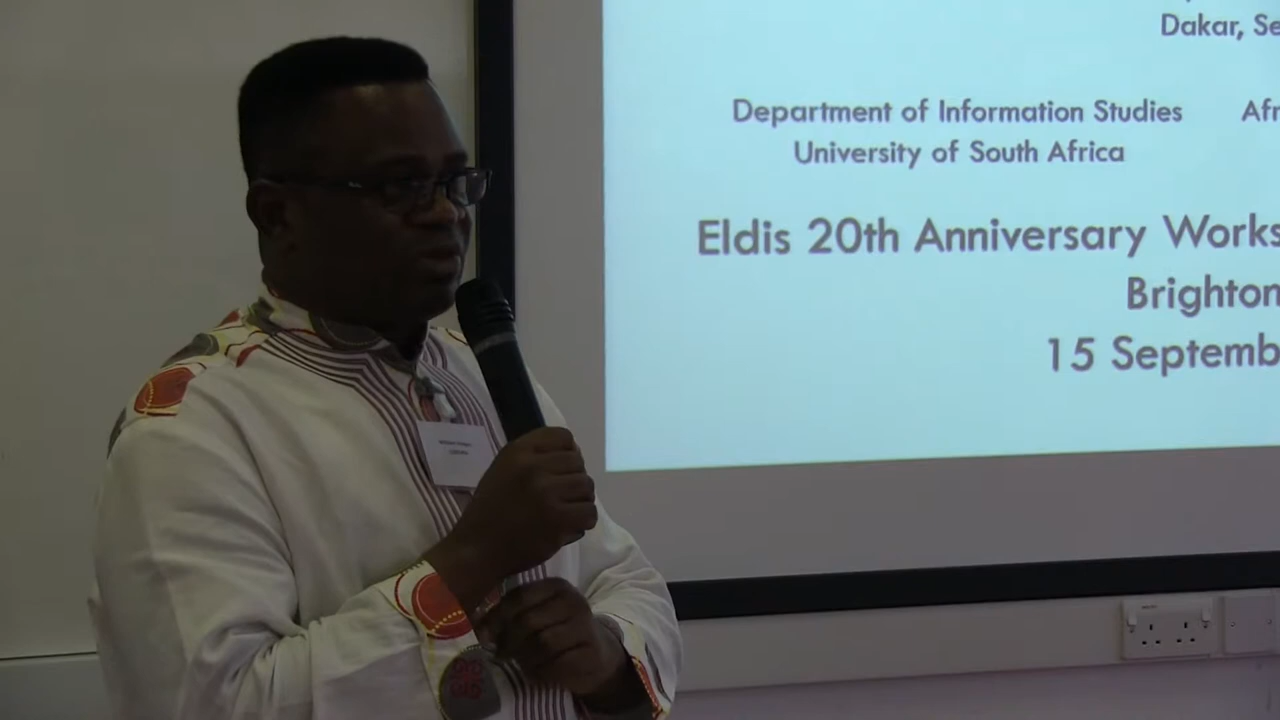 Dakar, Se
Department of Information Studies Afr
University of South Africa
Eldis 20th Anniversary Works
Brighton
15 Septemb